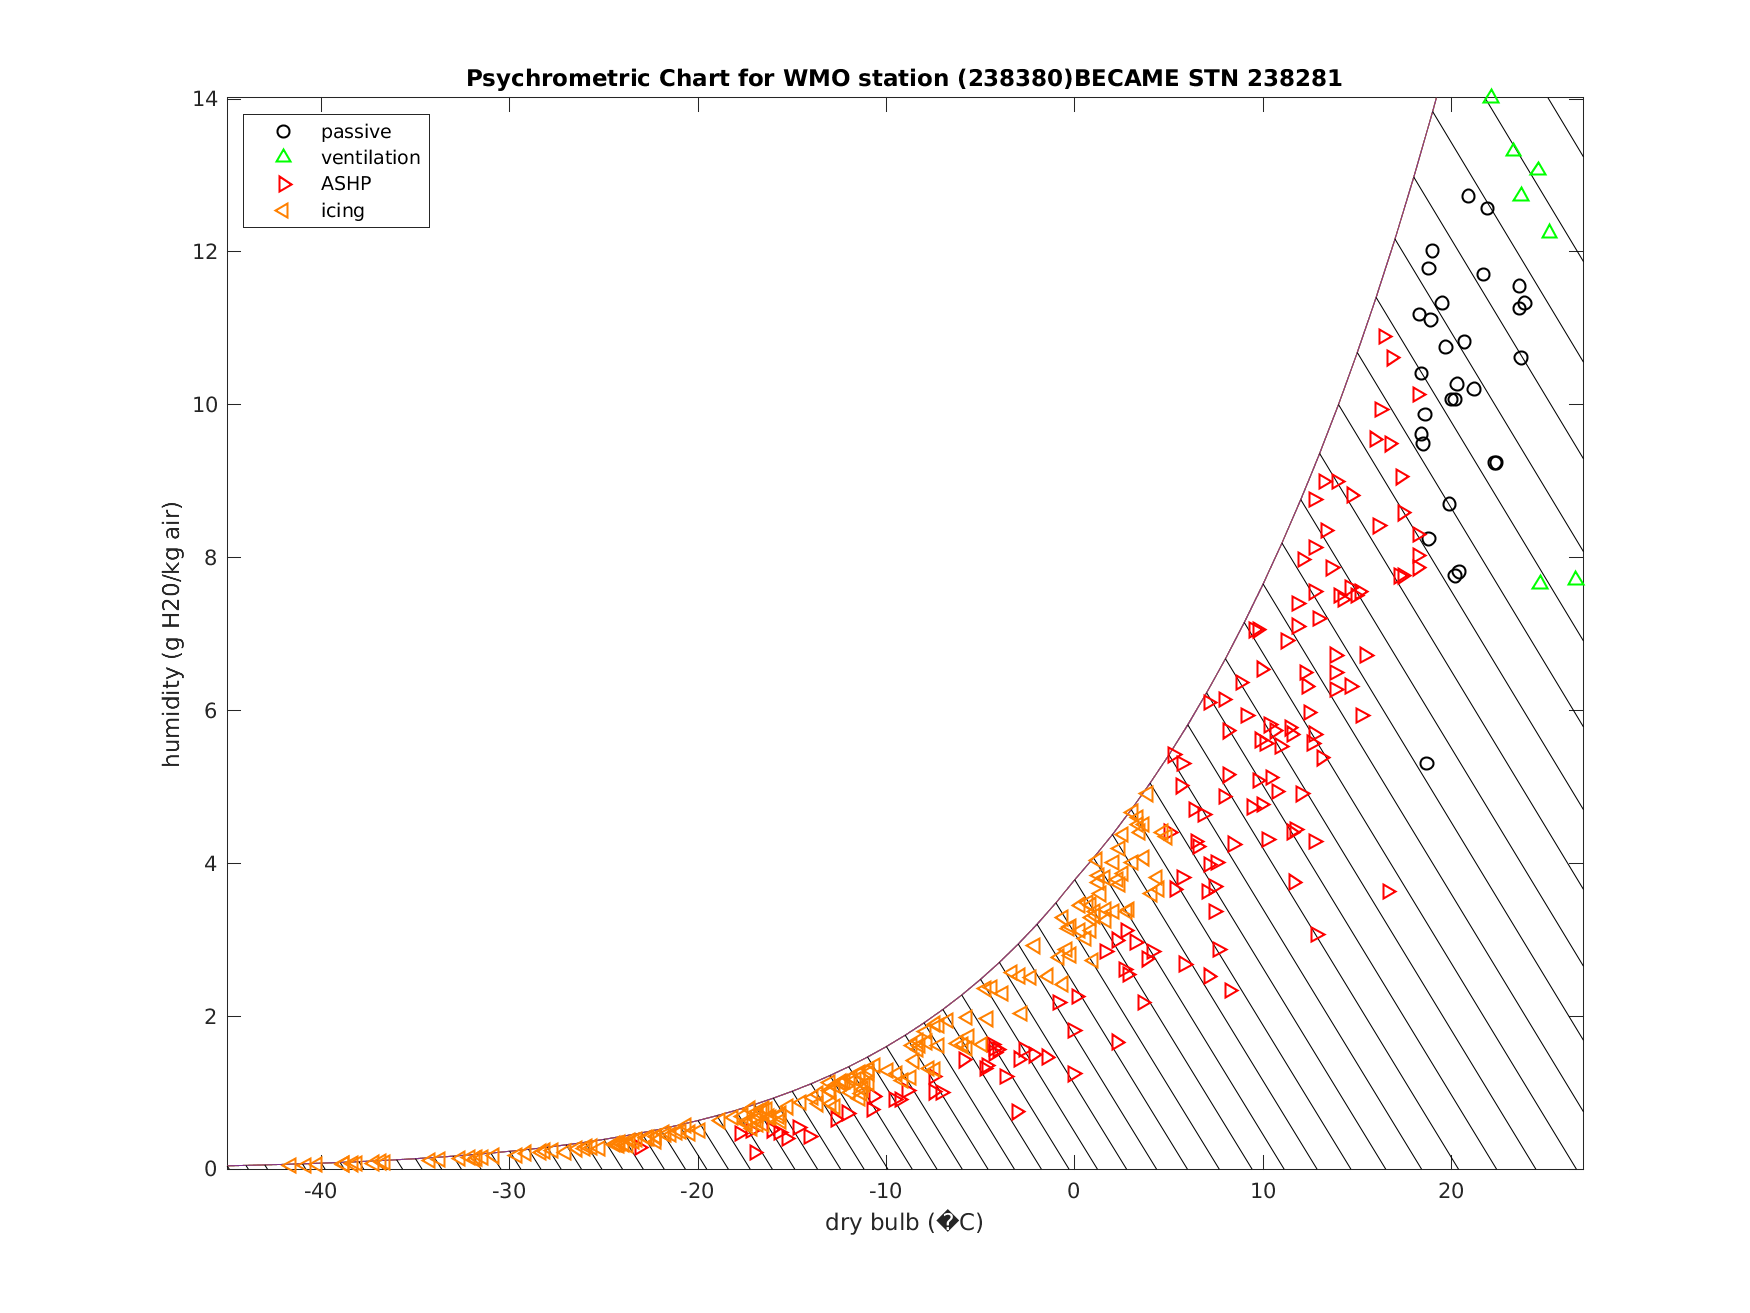 Psychrometric Chart for WMO station (238380)BECAME STN 238281
passive
ventilation
ASHP
icing
14
12
10
8
6
4
2
0
humidity (g H20/kg air)
-40 -30 -20 -10 0 10 20
dry bulb (�C)